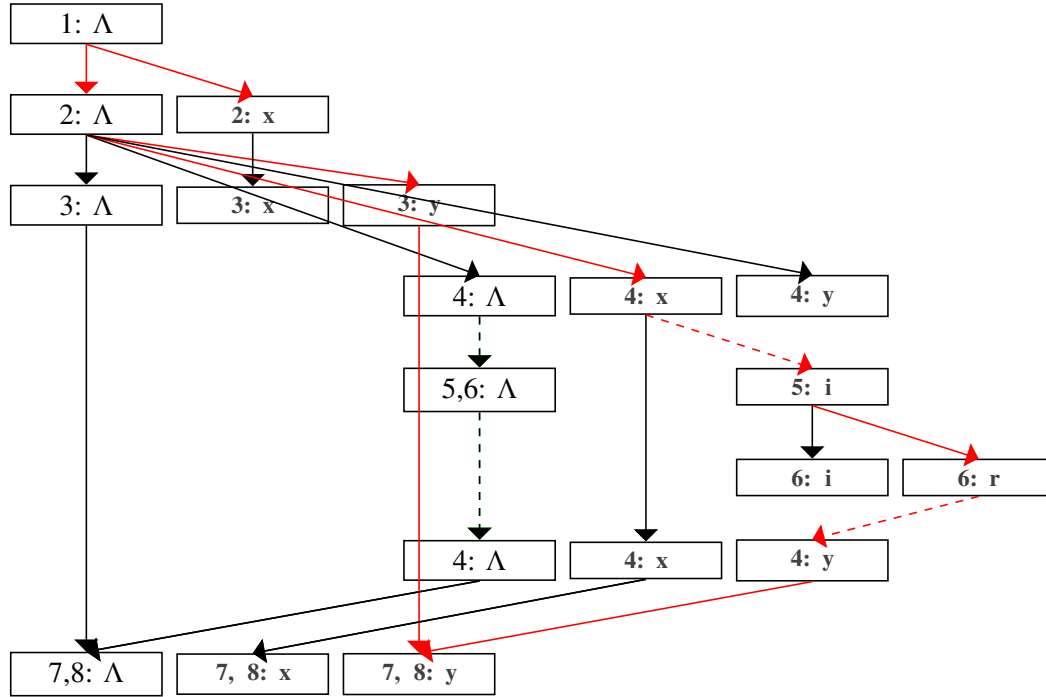 1: Λ
2: Λ
2: x
3: Λ
3: x
3: y
4: Λ
4: x
4: y
5,6: Λ
5: i
6: i
6: r
4: Λ
4: x
4: y
7,8: Λ
7, 8: x
7, 8: y